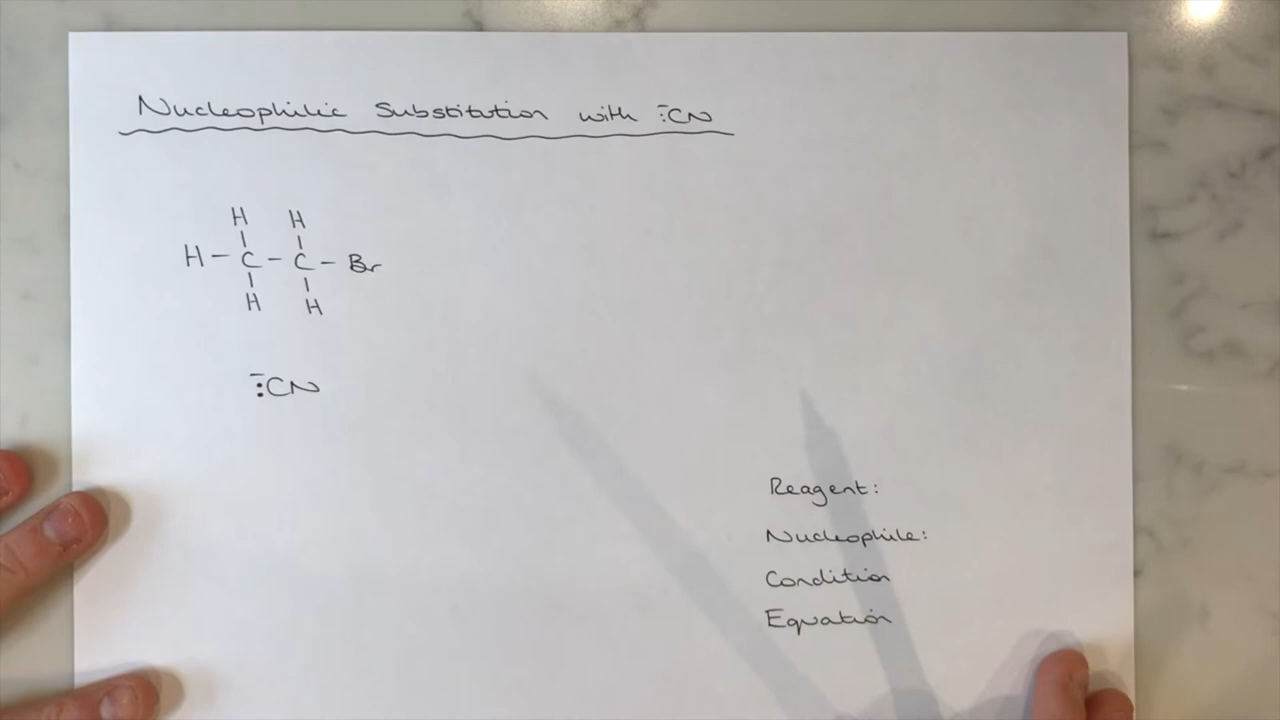 Nucleophilic Substitution with :⁻CN
H H
H - C - C - Br
H H
:⁻CN
Reagent:
Nucleophile:
Condition
Equation